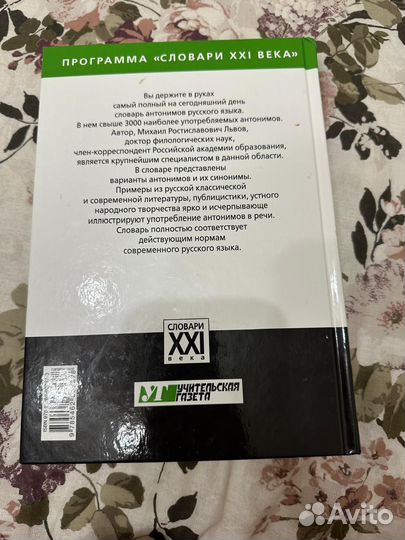 ПРОГРАММА «СЛОВАРИ XXI ВЕКА»
Вы держите в руках
самый полный на сегодняшний день
словарь антонимов русского языка.
В нем свыше 3000 наиболее употребляемых антонимов.
Автор, Михаил Ростиславович Львов,
доктор филологических наук,
член-корреспондент Российской академии образования,
является крупнейшим специалистом в данной области.
В словаре представлены
варианты антонимов и их синонимы.
Примеры из русской классической
и современной литературы, публицистики, устного
народного творчества ярко и исчерпывающе
иллюстрируют употребление антонимов в речи.
Словарь полностью соответствует
действующим нормам
современного русского языка.
СЛОВАРИ
XXI
века
УГ УЧИТЕЛЬСКАЯ
ГАЗЕТА
Avito